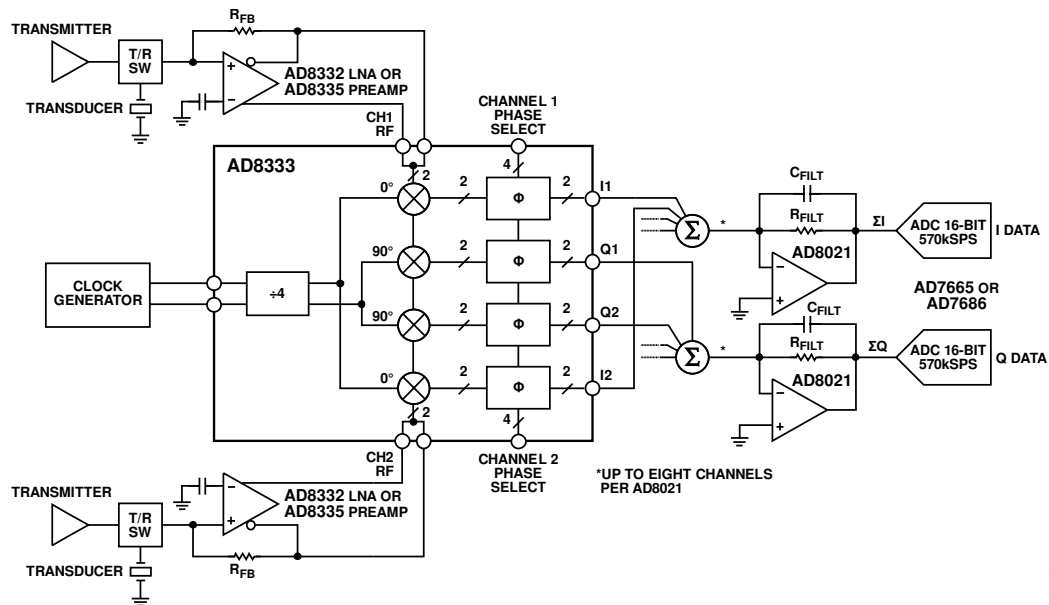 TRANSMITTER
T/R
SW
TRANSDUCER
RFB
+
−
AD8332 LNA OR
AD8335 PREAMP
CH1
RF
CHANNEL 1
PHASE
SELECT
AD8333
2
4
0°
2
Φ
2
I1
90°
2
Φ
2
Q1
90°
2
Φ
2
Q2
0°
2
Φ
2
I2
2
4
CLOCK
GENERATOR
÷4
Σ
*
CFILT
RFILT
AD8021
−
+
ΣI
ADC 16-BIT
570kSPS
I DATA
AD7665 OR
AD7686
Σ
*
CFILT
RFILT
AD8021
−
+
ΣQ
ADC 16-BIT
570kSPS
Q DATA
CH2
RF
CHANNEL 2
PHASE
SELECT
*UP TO EIGHT CHANNELS
PER AD8021
TRANSMITTER
T/R
SW
TRANSDUCER
−
+
AD8332 LNA OR
AD8335 PREAMP
RFB